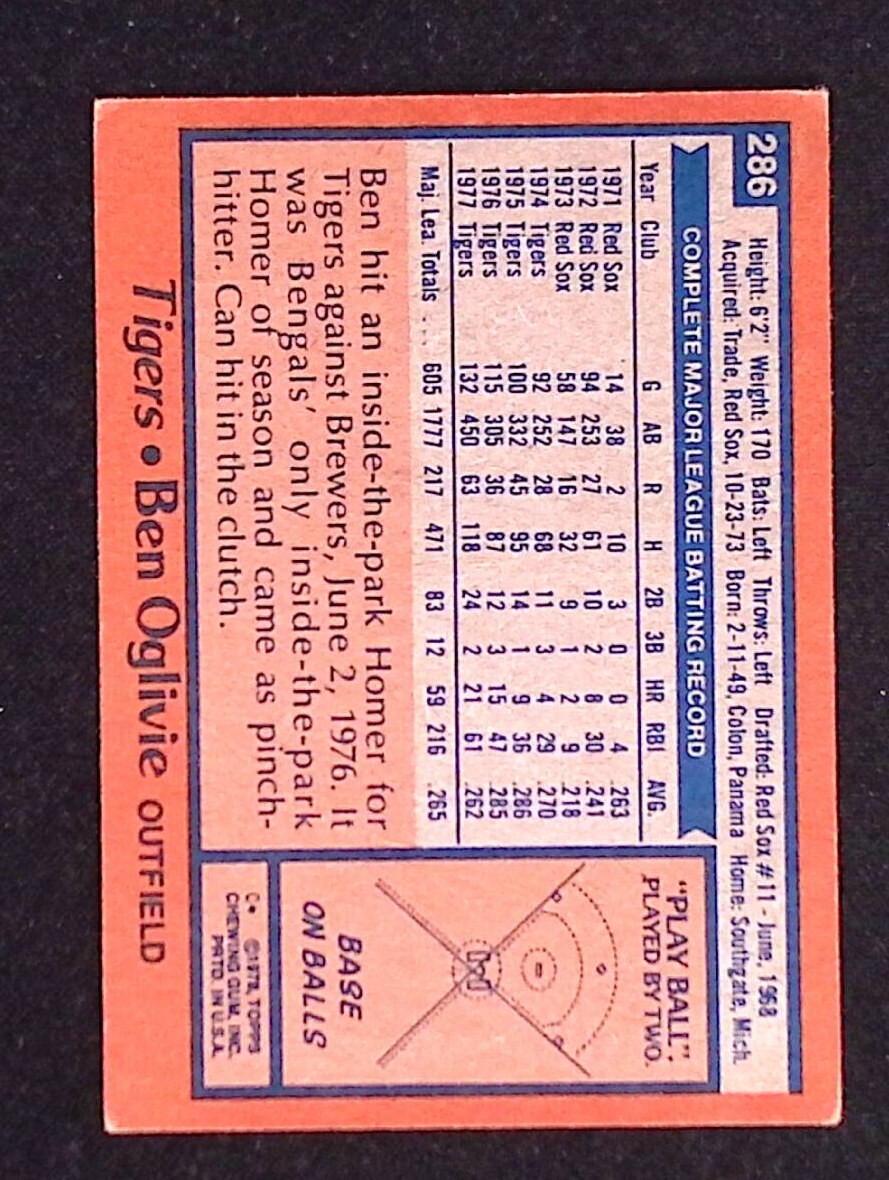 286
Height: 6'2" Weight: 170 Bats: Left Throws: Left Drafted: Red Sox #11 - June, 1968
Acquired: Trade, Red Sox, 10-23-73 Born: 2-11-49, Colon, Panama Home: Southgate, Mich.
COMPLETE MAJOR LEAGUE BATTING RECORD
Year Club G AB R H 2B 3B HR RBI AVG.
1971 Red Sox 14 38 2 10 3 0 0 4 .263
1972 Red Sox 94 253 27 61 10 2 8 30 .241
1973 Red Sox 58 147 16 32 9 1 2 9 .218
1974 Tigers 92 252 28 68 11 3 4 29 .270
1975 Tigers 100 332 45 95 14 1 9 36 .286
1976 Tigers 115 305 36 87 12 3 15 47 .285
1977 Tigers 132 450 63 118 24 2 21 61 .262
Maj. Lea. Totals ... 605 1777 217 471 83 12 59 216 .265
Ben hit an inside-the-park Homer for
Tigers against Brewers, June 2, 1976. It
was Bengals' only inside-the-park
Homer of season and came as pinch-
hitter. Can hit in the clutch.
"PLAY BALL".
PLAYED BY TWO.
BASE
ON BALLS
C* ©1978, TOPPS
CHEWING GUM, INC.
PRTD. IN U.S.A.
Tigers • Ben Oglivie OUTFIELD